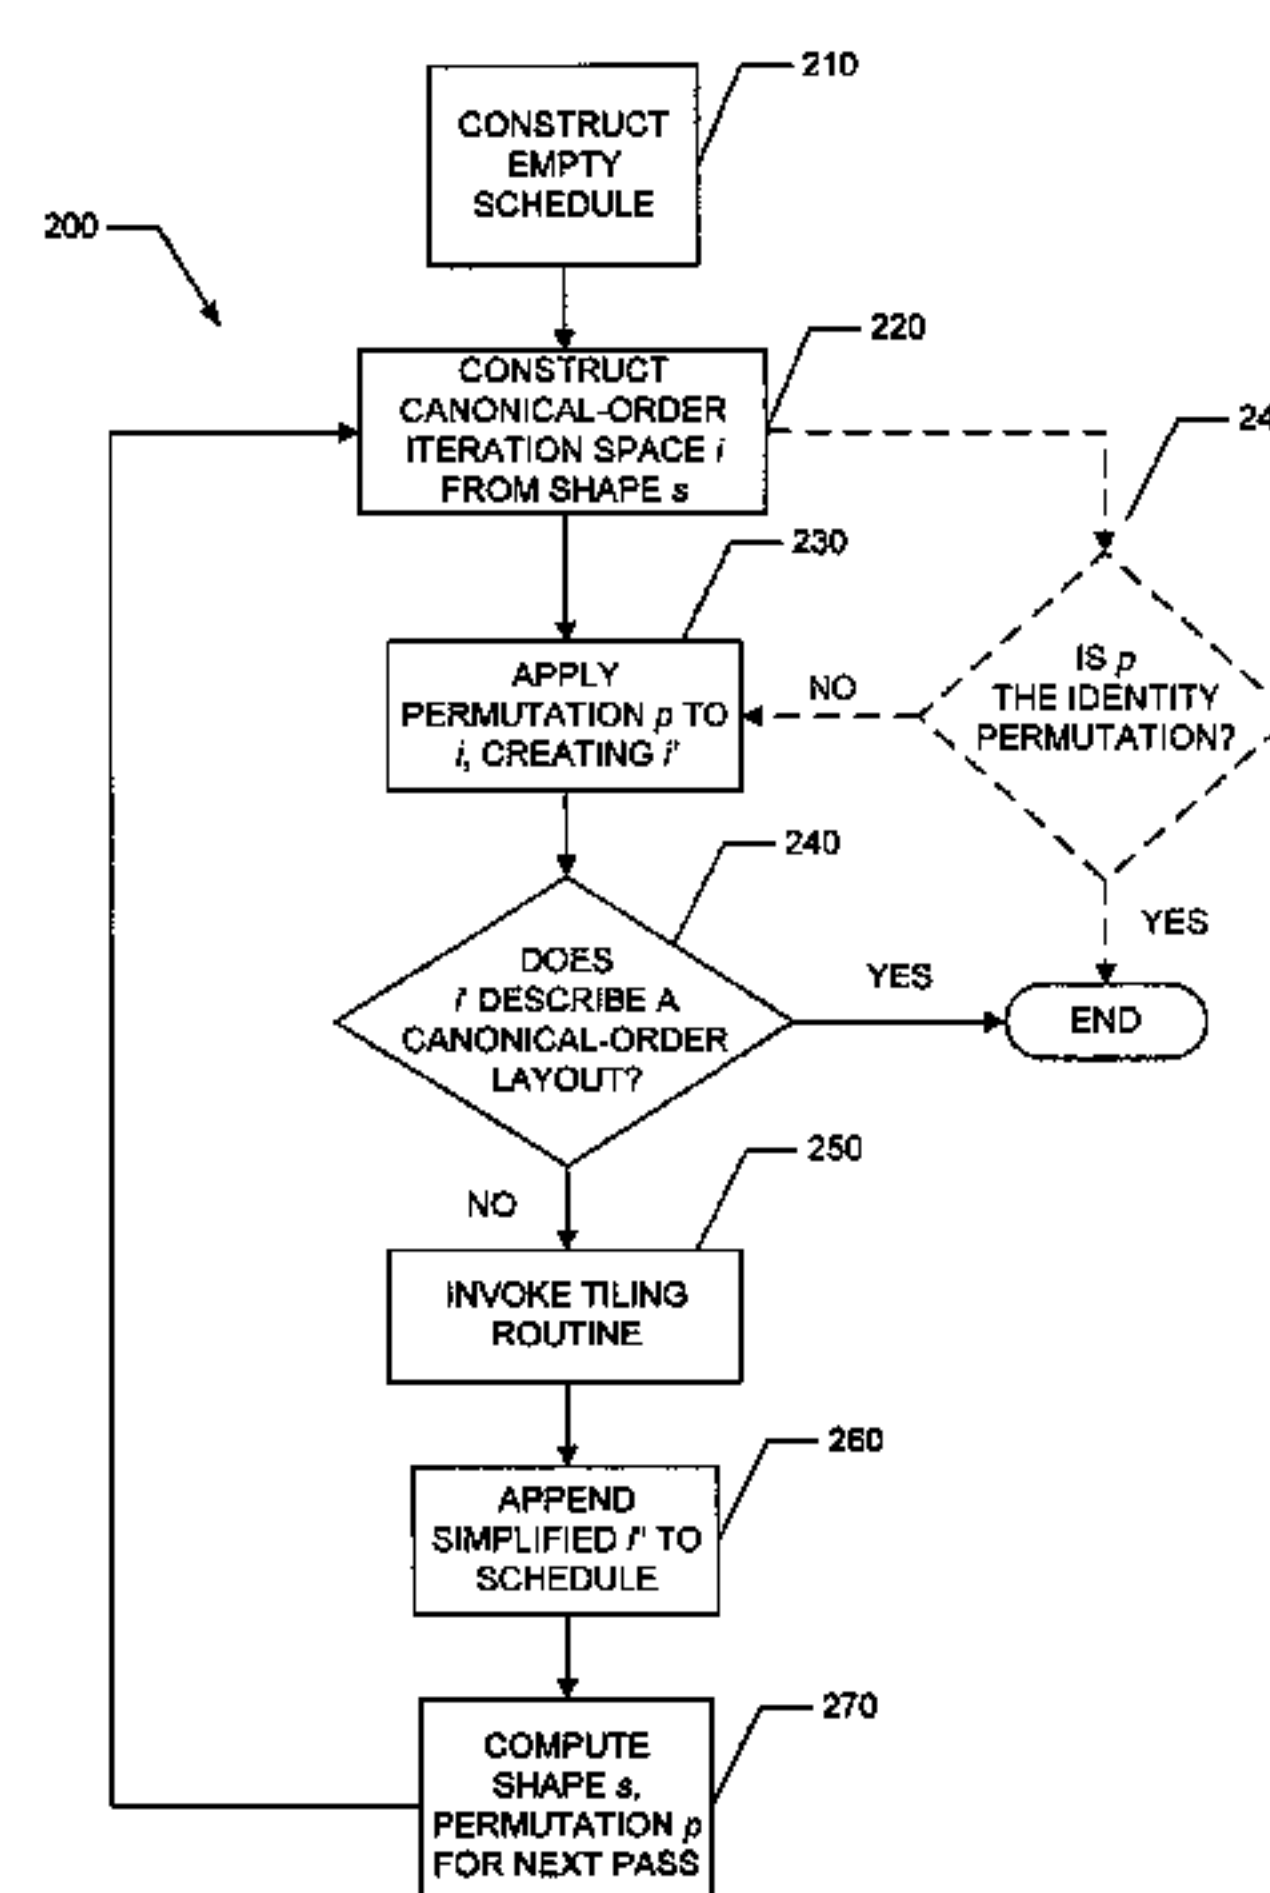 210
CONSTRUCT
EMPTY
SCHEDULE
200
220
CONSTRUCT
CANONICAL-ORDER
ITERATION SPACE i
FROM SHAPE s
230
APPLY
PERMUTATION p TO
i, CREATING i'
NO
IS p
THE IDENTITY
PERMUTATION?
YES
240
DOES
i' DESCRIBE A
CANONICAL-ORDER
LAYOUT?
YES
END
NO
250
INVOKE TILING
ROUTINE
260
APPEND
SIMPLIFIED i'' TO
SCHEDULE
270
COMPUTE
SHAPE s,
PERMUTATION p
FOR NEXT PASS